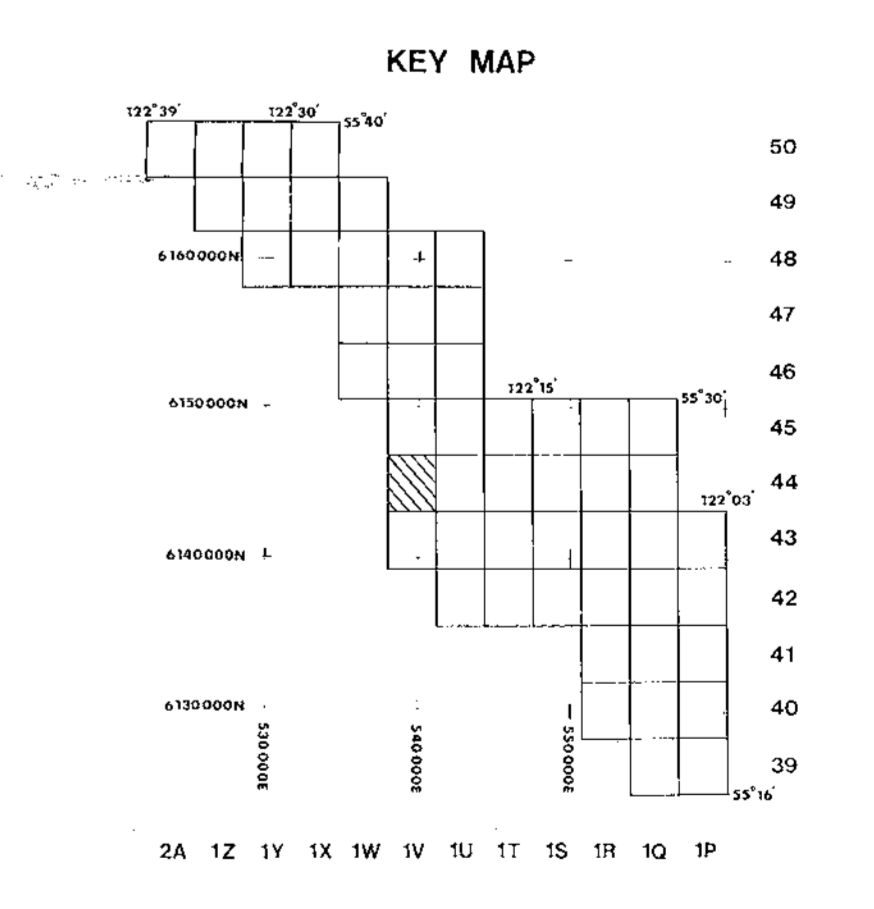 KEY MAP
122°39' 122°30' 55°40'
50
49
6160000N 48
47
46
122°15'
6150000N 55°30'
45
44
122°03'
43
6140000N
42
41
6130000N 40
530000E 540000E 550000E
39
55°16'
2A 1Z 1Y 1X 1W 1V 1U 1T 1S 1R 1Q 1P